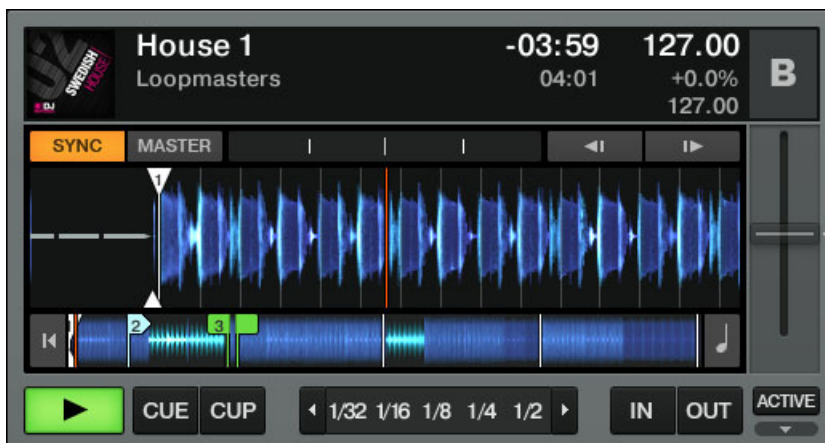 House 1
-03:59
127.00
Loopmasters
04:01
+0.0%
127.00
B
SWEDISH
HOUSE
DJ
SYNC
MASTER
1
2
3
CUE
CUP
1/32 1/16 1/8 1/4 1/2
IN
OUT
ACTIVE